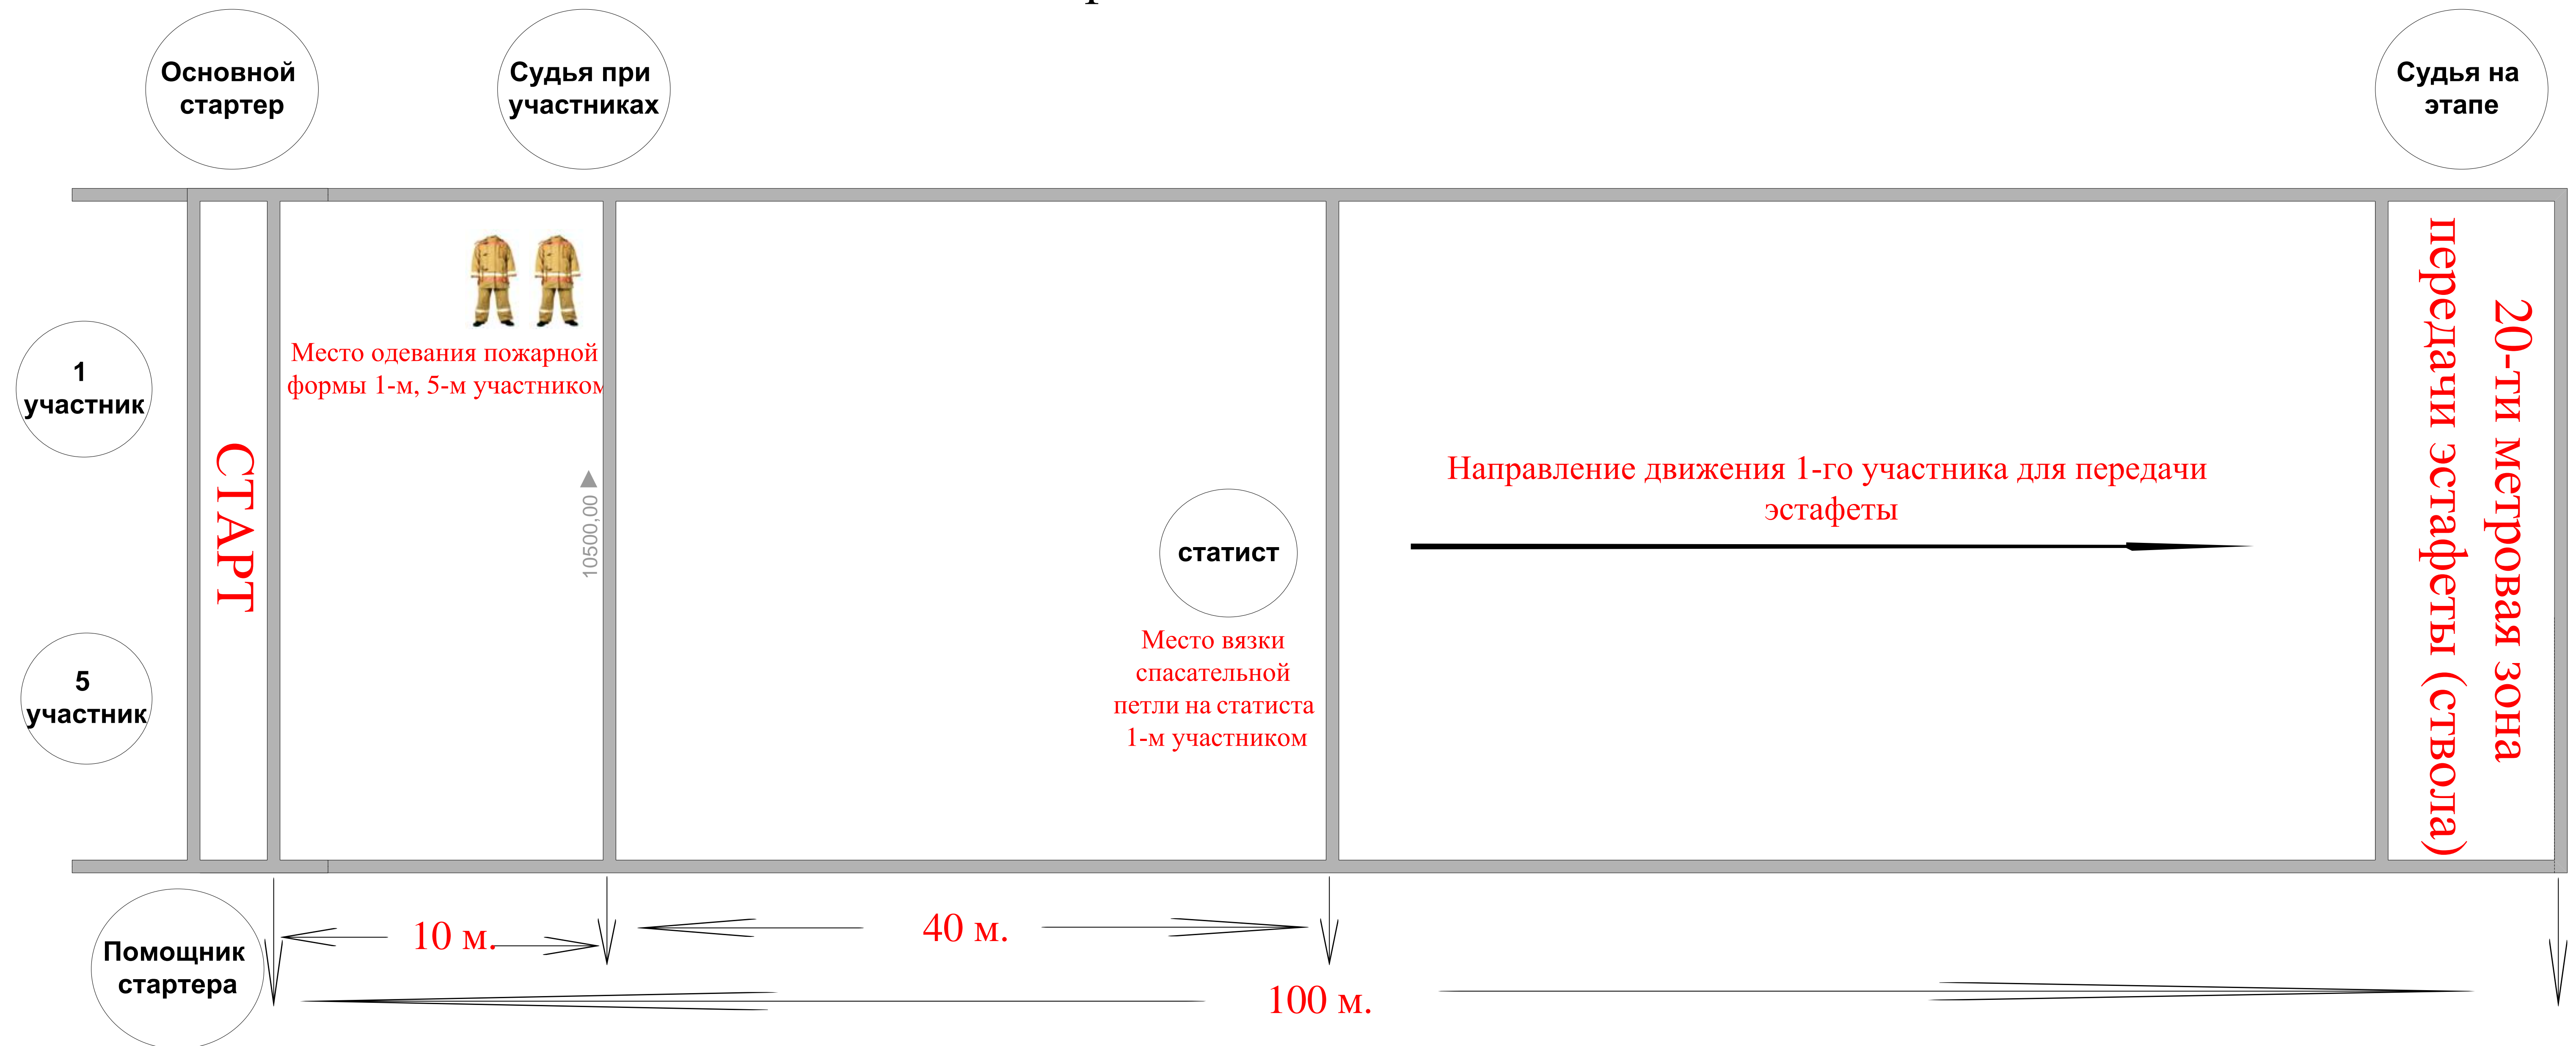 Основной
стартер
Судья при
участниках
Судья на
этапе
1
участник
5
участник
СТАРТ
Место одевания пожарной
формы 1-м, 5-м участником
10500,00
статист
Место вязки
спасательной
петли на статиста
1-м участником
Направление движения 1-го участника для передачи
эстафеты
20-ти метровая зона
передачи эстафеты (ствола)
Помощник
стартера
10 м.
40 м.
100 м.